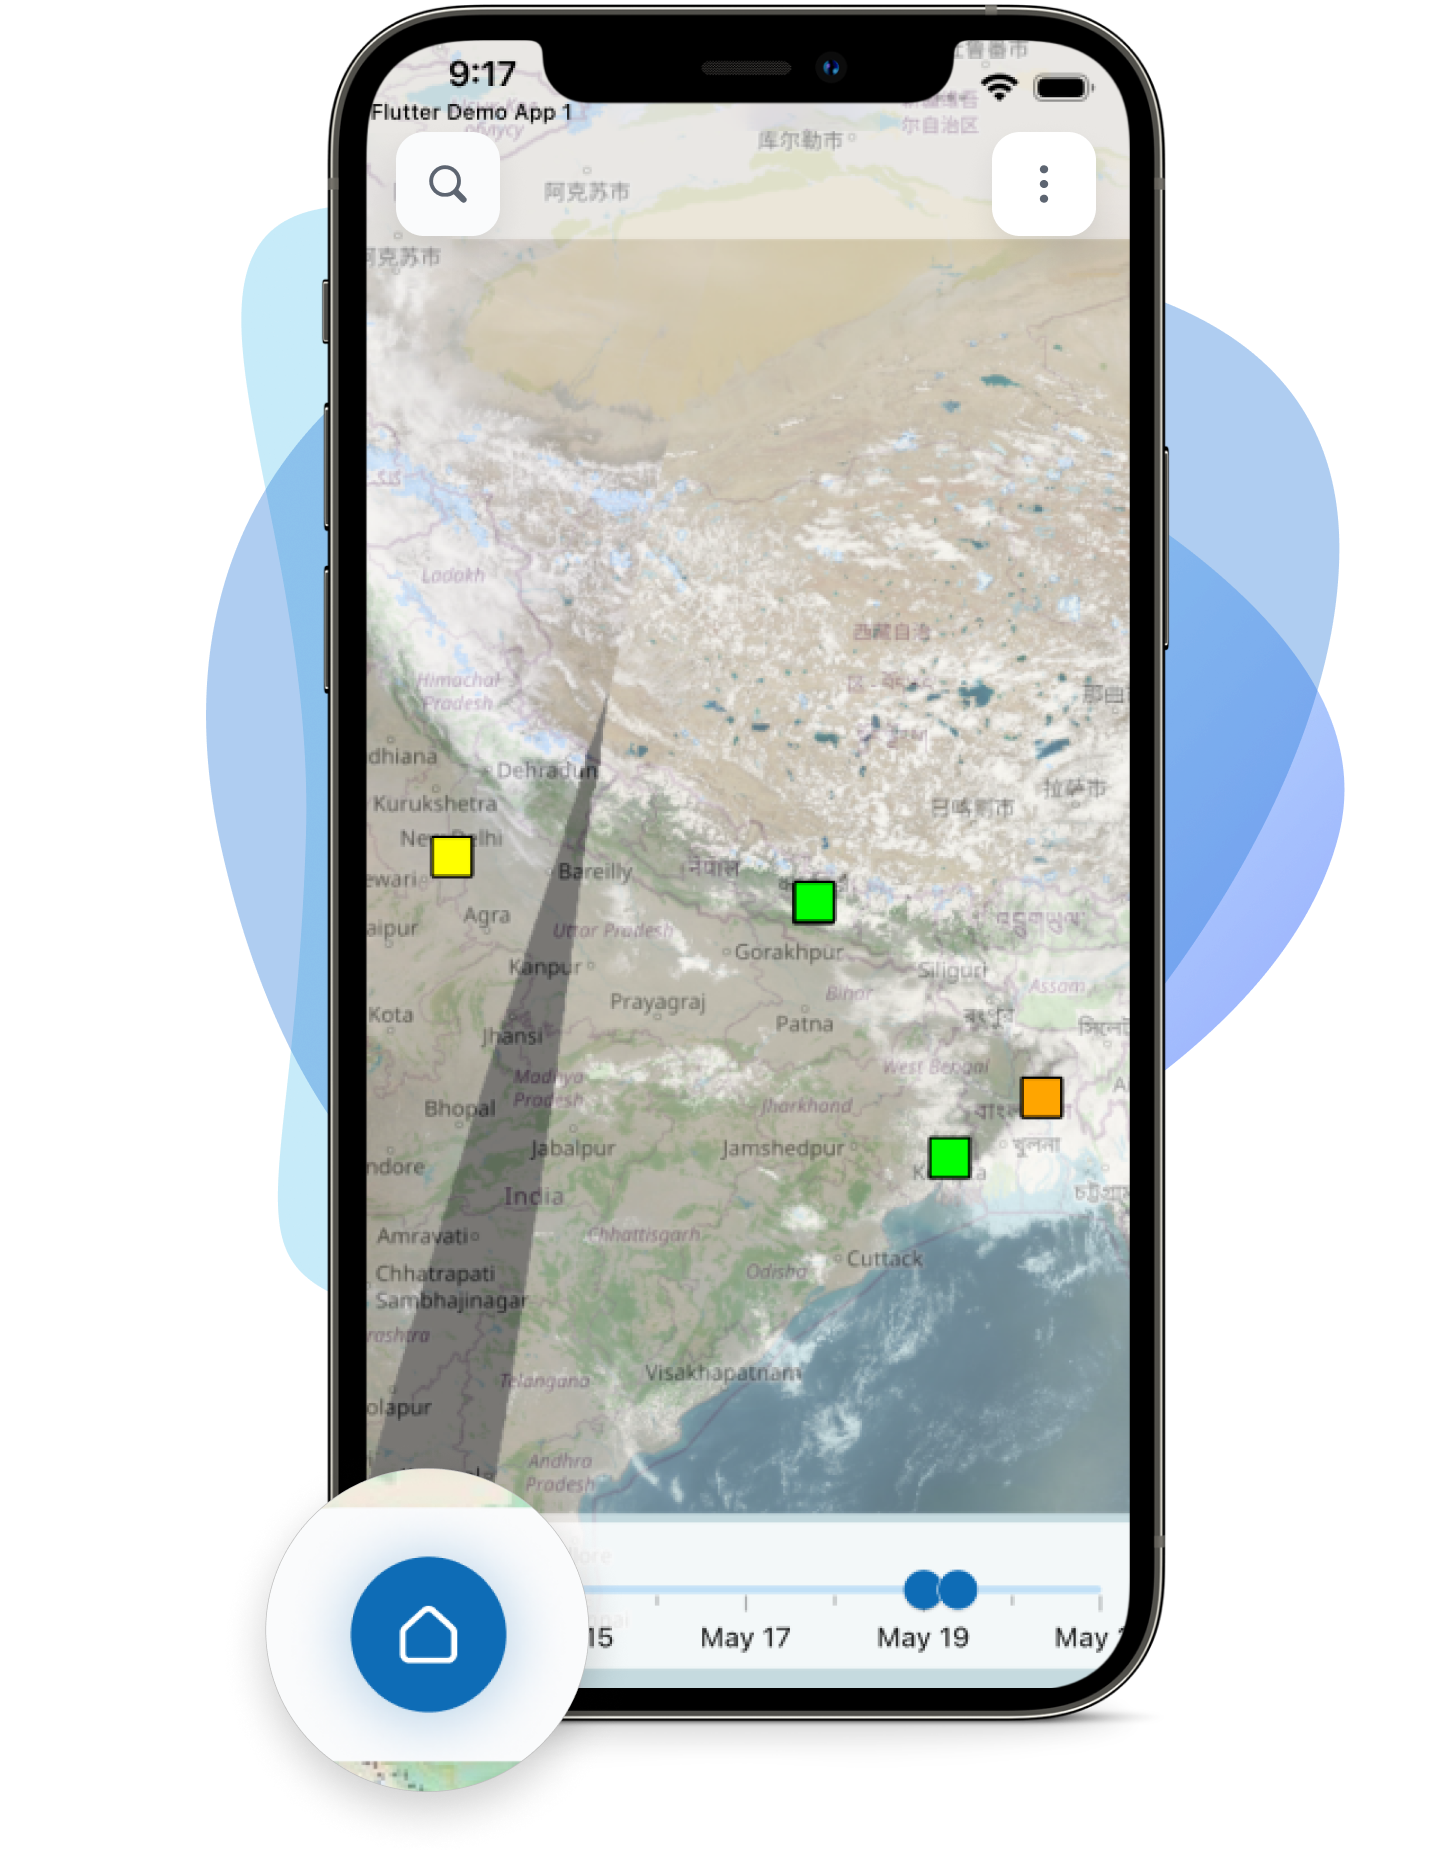 9:17
Flutter Demo App 1
尔自治区
库尔勒市
阿克苏市
阿克苏市
Ladakh
西藏自治
Himachal
Pradesh
dhiana
Dehradun
拉萨市
Kurukshetra
日喀则市
New Delhi
Bareilly
नेपाल
ewari
Agra
aipur
Uttar Pradesh
Gorakhpur
Kanpur
Siliguri
Bihar
Assam
Prayagraj
Kota
Patna
রংপুর
সিলেট
Jhansi
West Bengal
Madhya
Pradesh
Bhopal
Jharkhand
Jabalpur
Jamshedpur
খুলনা
ndore
India
Amravati
Chhattisgarh
Cuttack
Chhatrapati
Sambhajinagar
Odisha
rashtra
Visakhapatnam
Telangana
olapur
Andhra
Pradesh
15
May 17
May 19
May